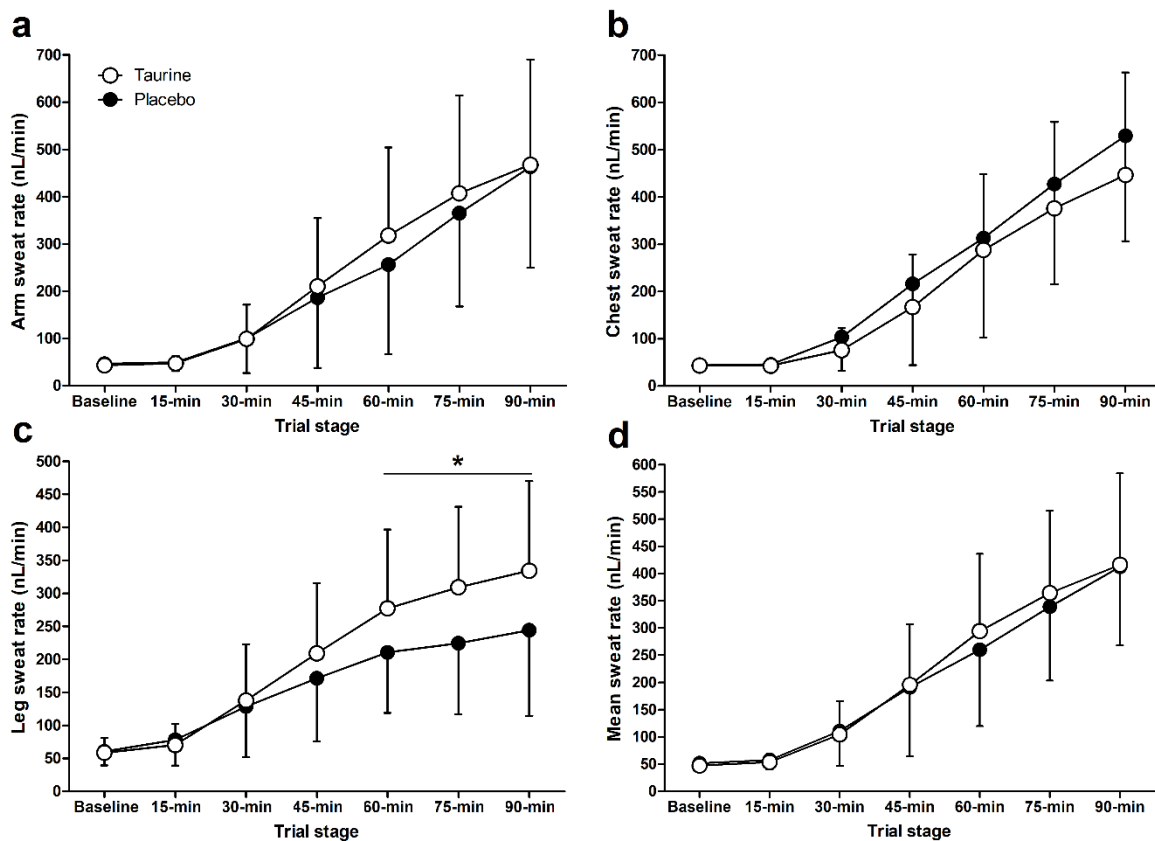 a
700
600
500
400
300
200
100
0
Arm sweat rate (nL/min)
Taurine
Placebo
Baseline 15-min 30-min 45-min 60-min 75-min 90-min
Trial stage
b
700
600
500
400
300
200
100
0
Chest sweat rate (nL/min)
Baseline 15-min 30-min 45-min 60-min 75-min 90-min
Trial stage
c
500
450
400
350
300
250
200
150
100
50
0
Leg sweat rate (nL/min)
*
Baseline 15-min 30-min 45-min 60-min 75-min 90-min
Trial stage
d
600
550
500
450
400
350
300
250
200
150
100
50
0
Mean sweat rate (nL/min)
Baseline 15-min 30-min 45-min 60-min 75-min 90-min
Trial stage